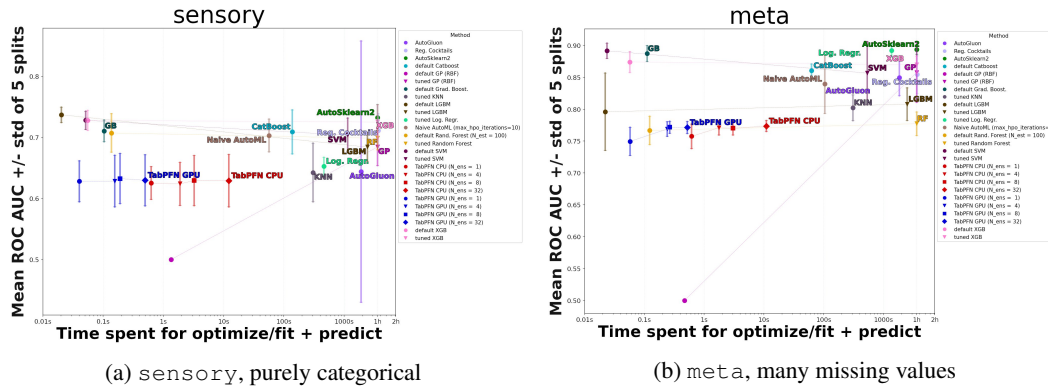 sensory
Mean ROC AUC +/- std of 5 splits
0.8
0.7
0.6
0.5
GB
CatBoost
Naive AutoML
AutoSklearn2
Reg. Cocktails
XGB
SVM
RF
LGBM
GP
Log. Regr.
KNN
AutoGluon
TabPFN GPU
TabPFN CPU
0.01s 0.1s 1s 10s 100s 1000s 1h 2h
Time spent for optimize/fit + predict
Method
AutoGluon
Reg. Cocktails
AutoSklearn2
default Catboost
default GP (RBF)
tuned GP (RBF)
default Grad. Boost.
tuned KNN
default LGBM
tuned LGBM
tuned Log. Regr.
Naive AutoML (max_hpo_iterations=10)
default Rand. Forest (N_est = 100)
tuned Random Forest
default SVM
tuned SVM
TabPFN CPU (N_ens = 1)
TabPFN CPU (N_ens = 4)
TabPFN CPU (N_ens = 8)
TabPFN CPU (N_ens = 32)
TabPFN GPU (N_ens = 1)
TabPFN GPU (N_ens = 4)
TabPFN GPU (N_ens = 8)
TabPFN GPU (N_ens = 32)
default XGB
tuned XGB
(a) sensory, purely categorical
meta
Mean ROC AUC +/- std of 5 splits
0.90
0.85
0.80
0.75
0.70
0.65
0.60
0.55
0.50
GB
AutoSklearn2
Log. Regr.
XGB
CatBoost
SVM
GP
Naive AutoML
Reg. Cocktails
AutoGluon
KNN
LGBM
RF
TabPFN GPU
TabPFN CPU
0.01s 0.1s 1s 10s 100s 1000s 1h 2h
Time spent for optimize/fit + predict
Method
AutoGluon
Reg. Cocktails
AutoSklearn2
default Catboost
default GP (RBF)
tuned GP (RBF)
default Grad. Boost.
tuned KNN
default LGBM
tuned LGBM
tuned Log. Regr.
Naive AutoML (max_hpo_iterations=
default Rand. Forest (N_est = 100)
tuned Random Forest
default SVM
tuned SVM
TabPFN CPU (N_ens = 1)
TabPFN CPU (N_ens = 4)
TabPFN CPU (N_ens = 8)
TabPFN CPU (N_ens = 32)
TabPFN GPU (N_ens = 1)
TabPFN GPU (N_ens = 4)
TabPFN GPU (N_ens = 8)
TabPFN GPU (N_ens = 32)
default XGB
tuned XGB
(b) meta, many missing values